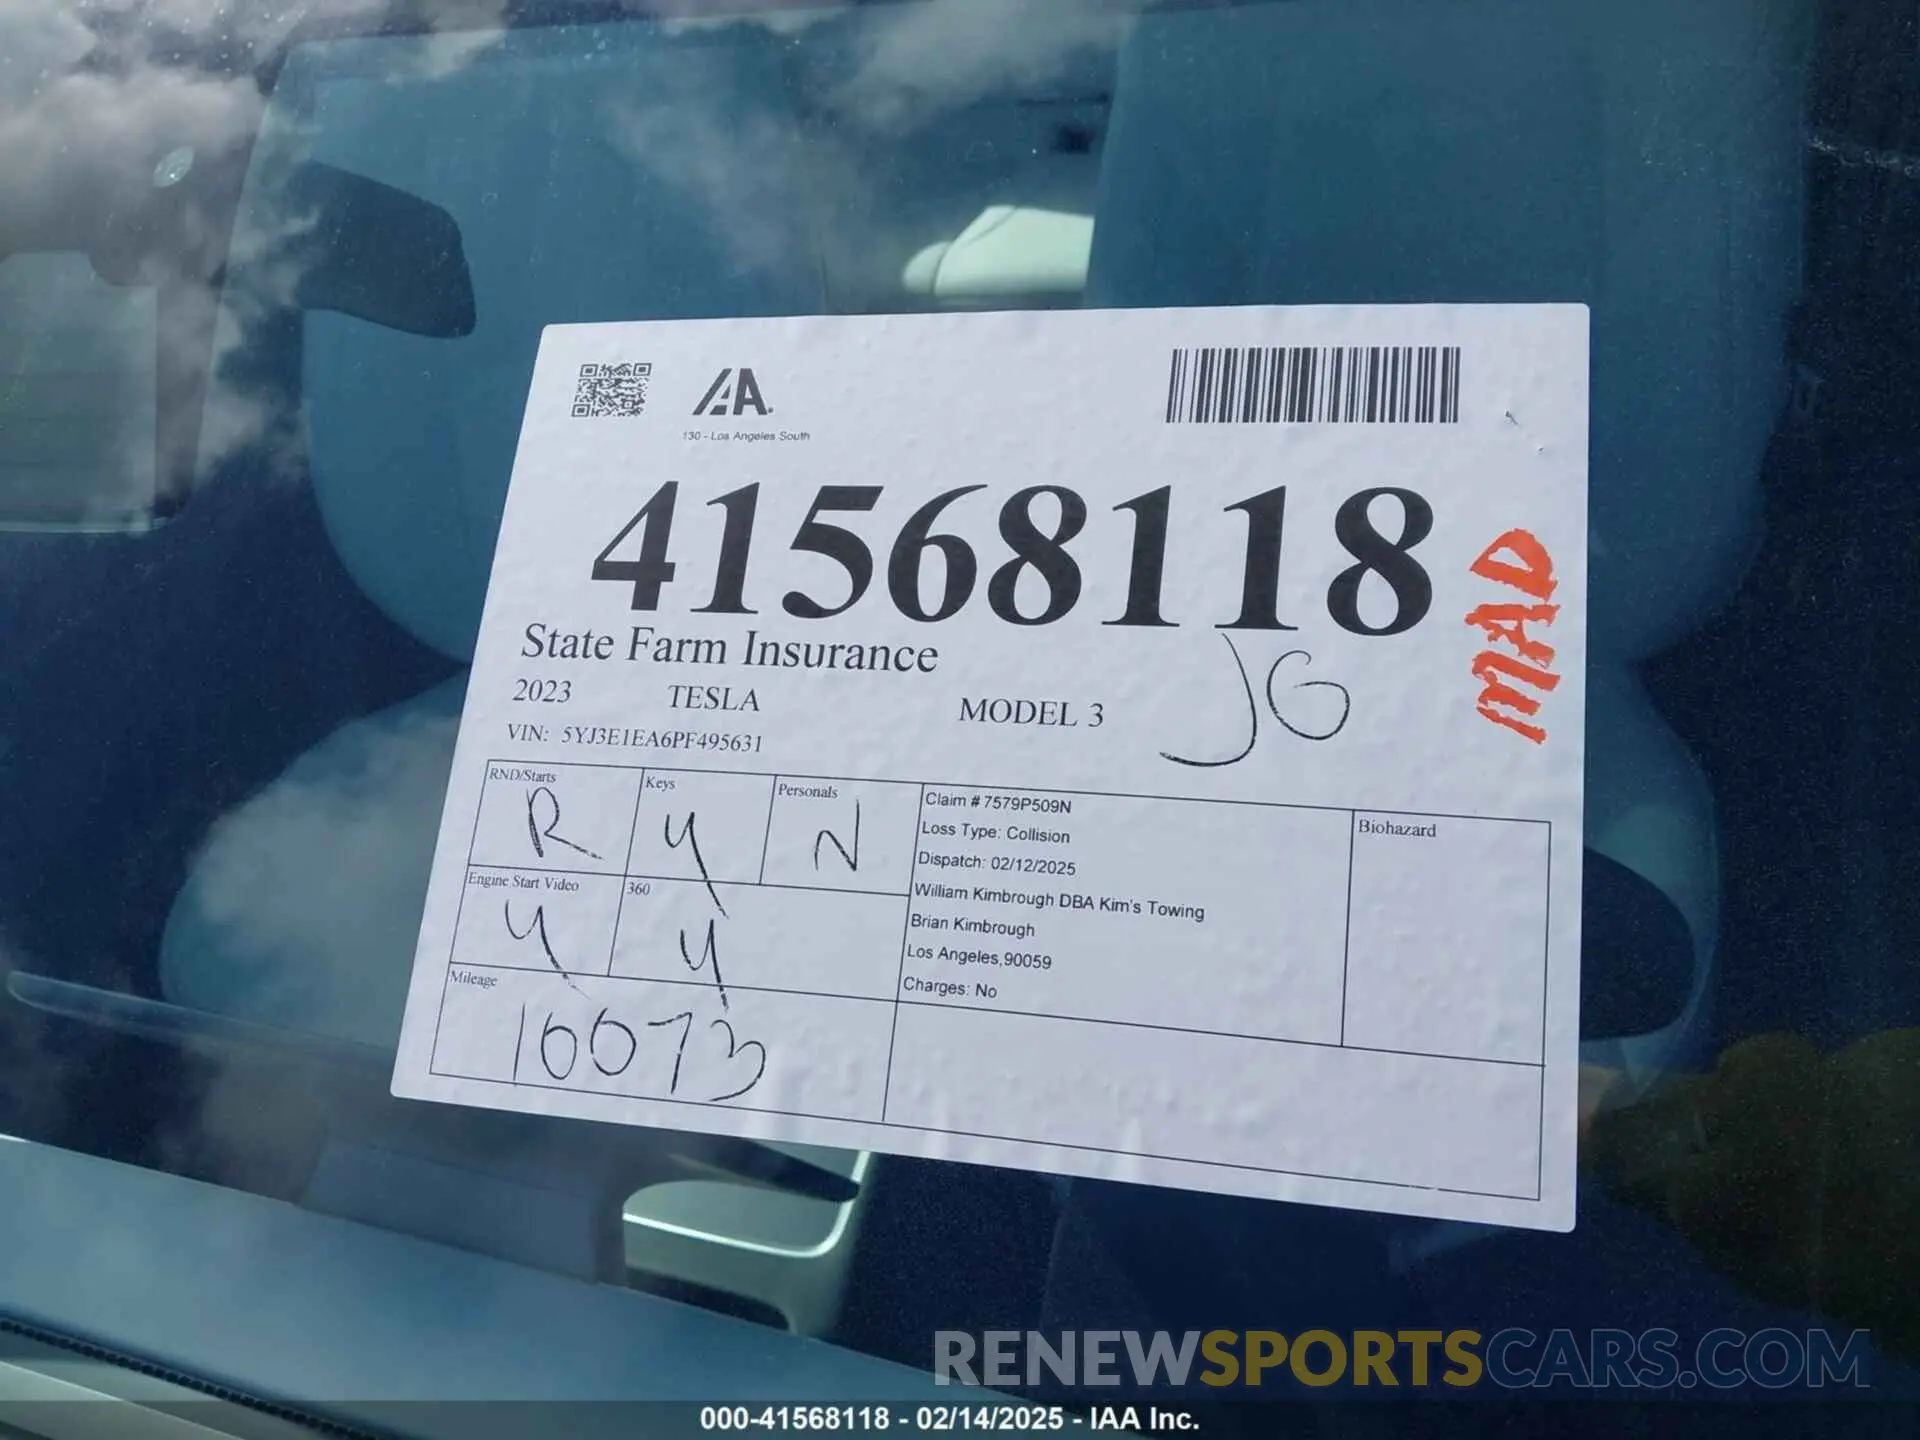 IAA.
130 - Los Angeles South
41568118
State Farm Insurance
2023 TESLA MODEL 3
VIN: 5YJ3E1EA6PF495631
JG
MAD
RND/Starts
R
Keys
Y
Personals
N
Engine Start Video
Y
360
Y
Mileage
10073
Claim # 7579P509N
Loss Type: Collision
Dispatch: 02/12/2025
William Kimbrough DBA Kim's Towing
Brian Kimbrough
Los Angeles,90059
Charges: No
Biohazard
RENEWSPORTSCARS.COM
000-41568118 - 02/14/2025 - IAA Inc.